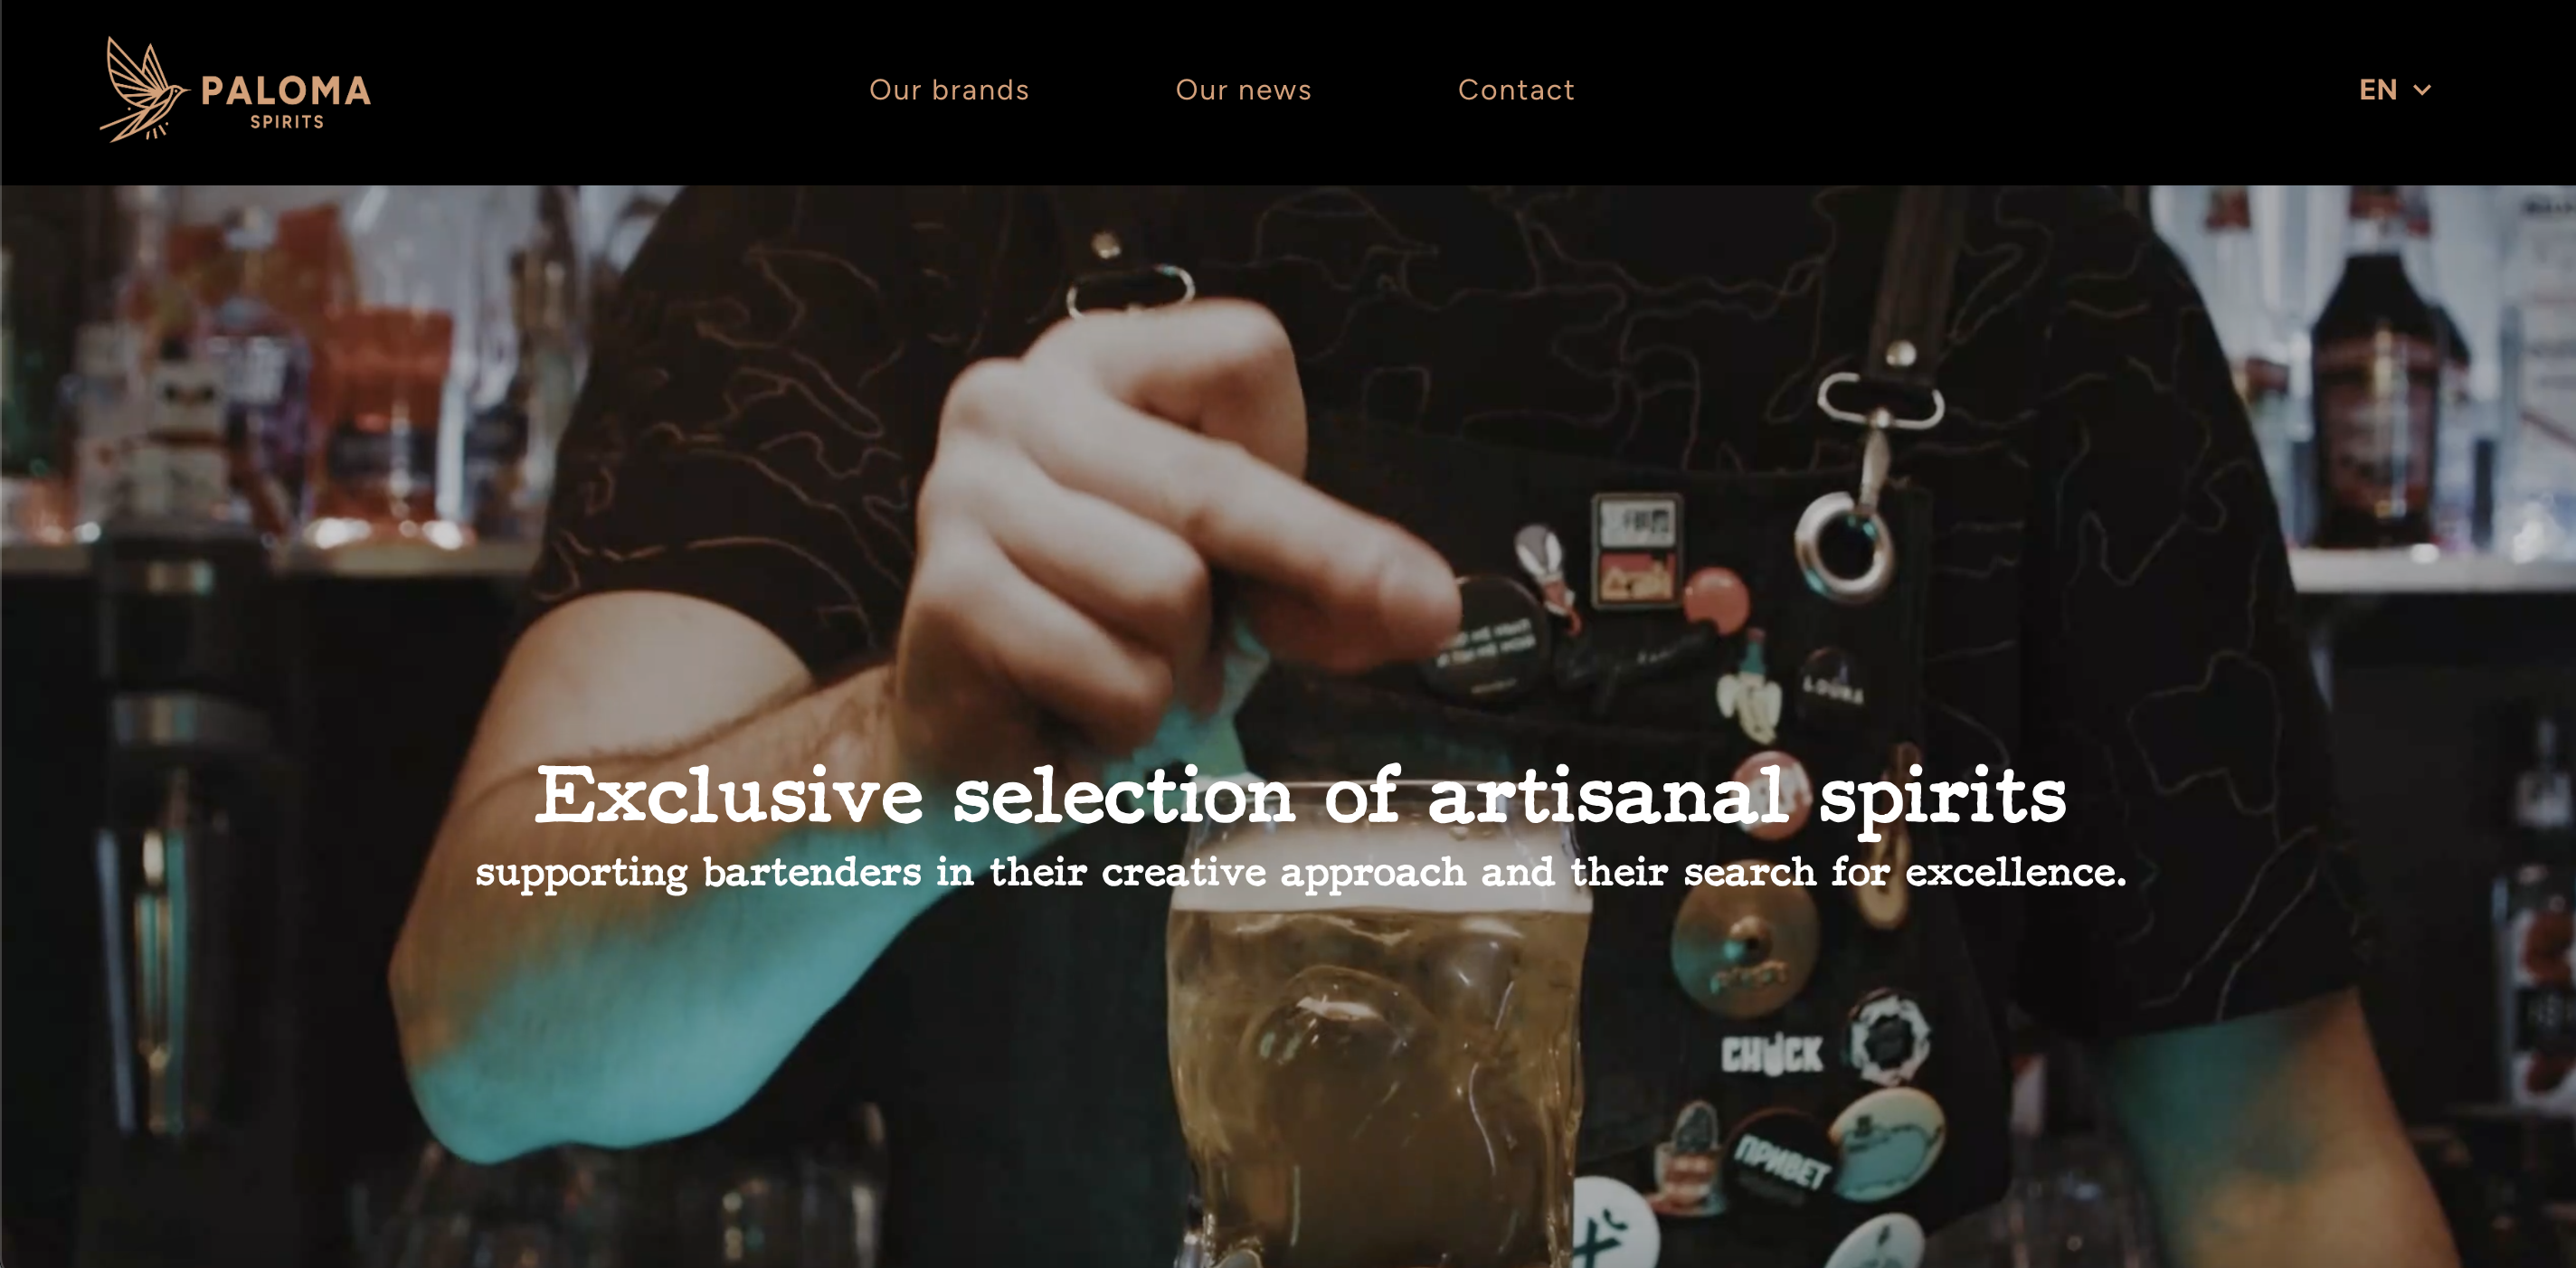 PALOMA
SPIRITS
Our brands
Our news
Contact
EN
Exclusive selection of artisanal spirits
supporting bartenders in their creative approach and their search for excellence.
CHUCK
ПРИВЕТ